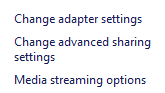 Change adapter settings
Change advanced sharing
settings
Media streaming options